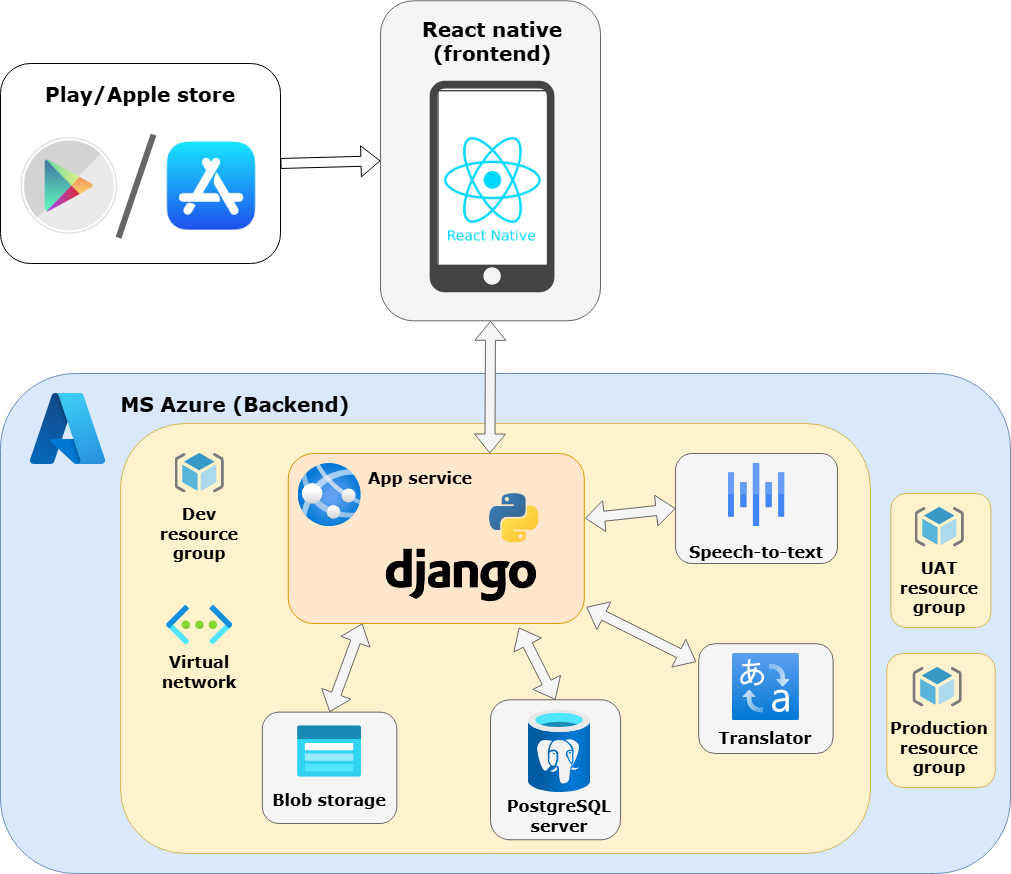 React native
(frontend)
Play/Apple store
React Native
MS Azure (Backend)
Dev
resource
group
App service
django
Speech-to-text
UAT
resource
group
Virtual
network
あ
a
Translator
Production
resource
group
Blob storage
PostgreSQL
server